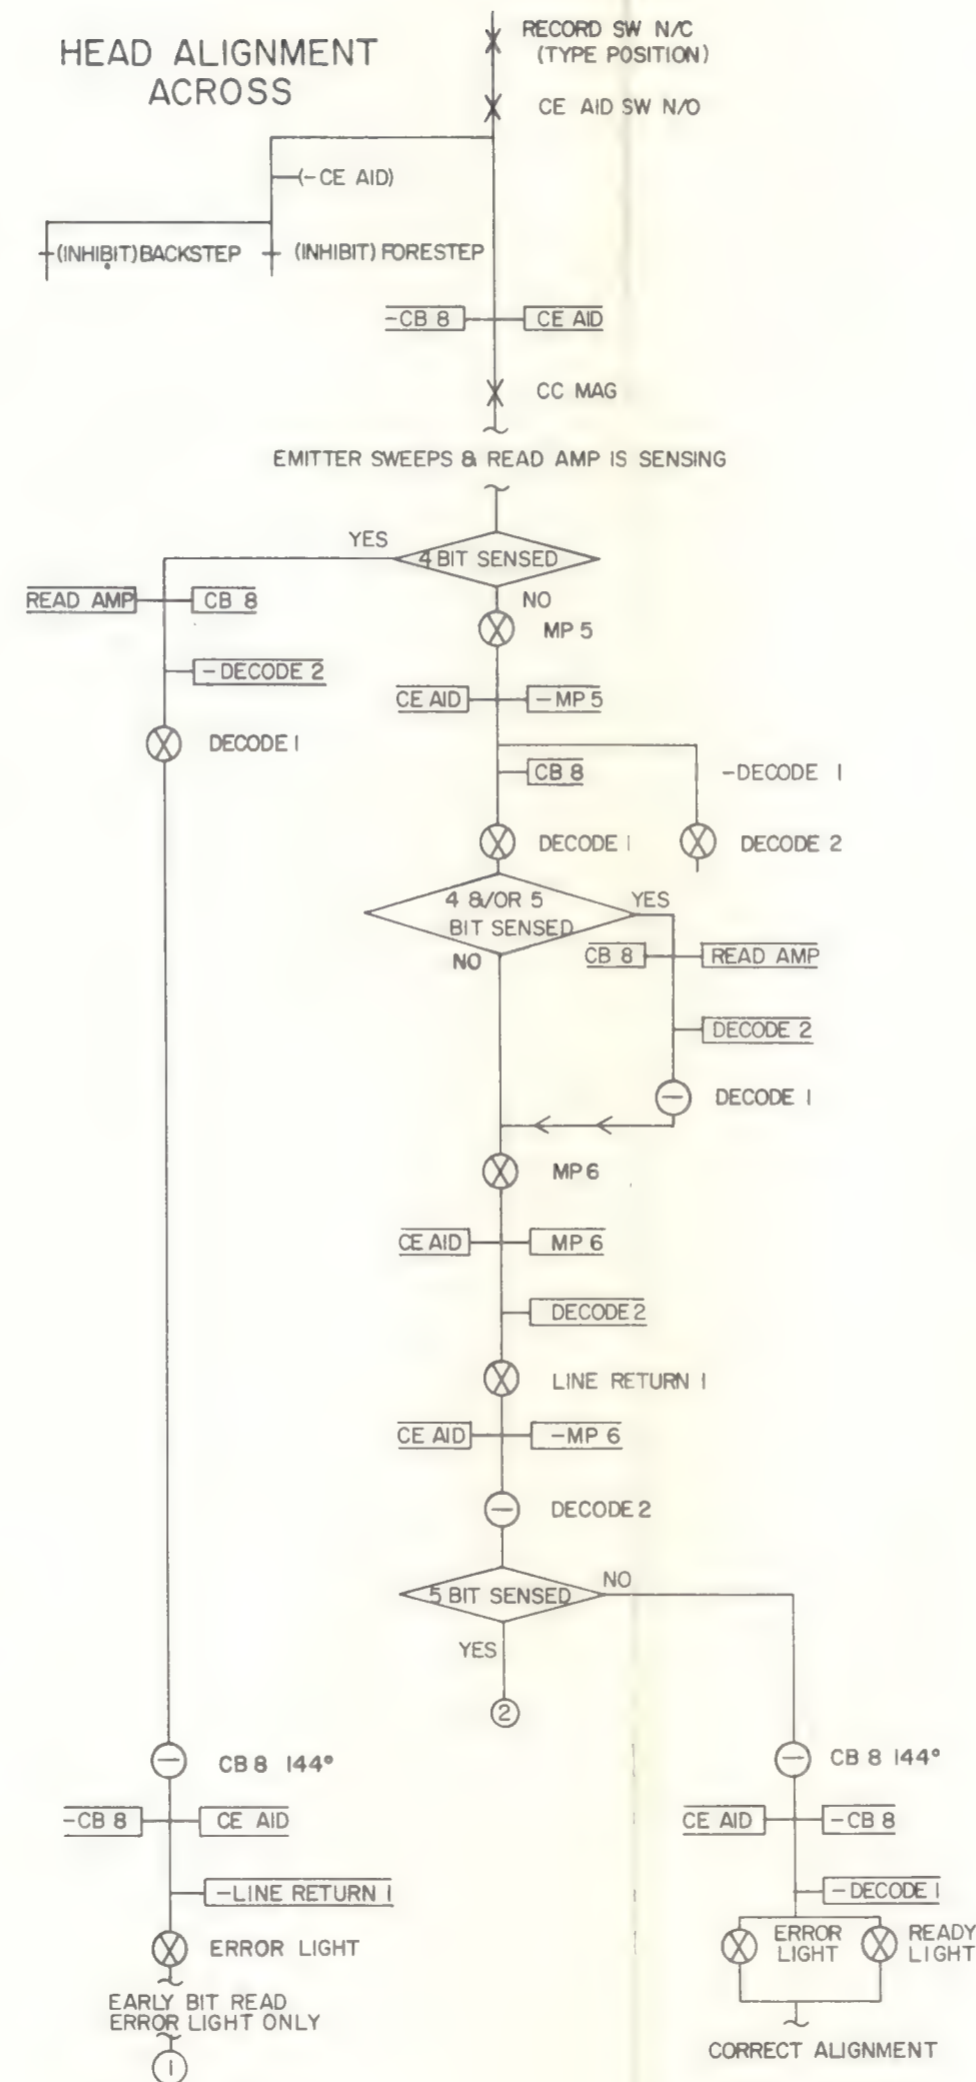 HEAD ALIGNMENT
ACROSS
RECORD SW N/C
(TYPE POSITION)
CE AID SW N/O
(-CE AID)
(INHIBIT) BACKSTEP
(INHIBIT) FORESTEP
-CB 8
CE AID
CC MAG
EMITTER SWEEPS & READ AMP IS SENSING
YES
4 BIT SENSED
NO
READ AMP
CB 8
MP 5
-DECODE 2
CE AID
-MP 5
DECODE 1
CB 8
-DECODE 1
DECODE 1
DECODE 2
4 &/OR 5
BIT SENSED
YES
NO
CB 8
READ AMP
DECODE 2
DECODE 1
MP 6
CE AID
MP 6
DECODE 2
LINE RETURN 1
CE AID
-MP 6
DECODE 2
5 BIT SENSED
NO
YES
2
CB 8 144°
CB 8 144°
-CB 8
CE AID
CE AID
-CB 8
-LINE RETURN 1
-DECODE 1
ERROR LIGHT
ERROR
LIGHT
READY
LIGHT
EARLY BIT READ
ERROR LIGHT ONLY
1
CORRECT ALIGNMENT